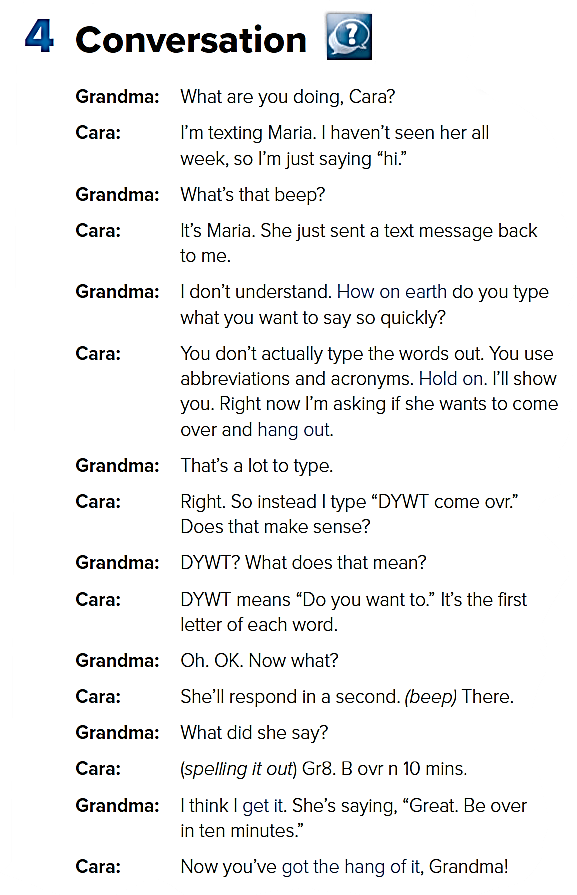 4 Conversation ?
Grandma: What are you doing, Cara?
Cara: I'm texting Maria. I haven't seen her all
week, so I'm just saying “hi.”
Grandma: What's that beep?
Cara: It's Maria. She just sent a text message back
to me.
Grandma: I don't understand. How on earth do you type
what you want to say so quickly?
Cara: You don't actually type the words out. You use
abbreviations and acronyms. Hold on. I'll show
you. Right now I'm asking if she wants to come
over and hang out.
Grandma: That's a lot to type.
Cara: Right. So instead I type “DYWT come ovr.”
Does that make sense?
Grandma: DYWT? What does that mean?
Cara: DYWT means “Do you want to.” It's the first
letter of each word.
Grandma: Oh. OK. Now what?
Cara: She'll respond in a second. (beep) There.
Grandma: What did she say?
Cara: (spelling it out) Gr8. B ovr n 10 mins.
Grandma: I think I get it. She's saying, “Great. Be over
in ten minutes.”
Cara: Now you've got the hang of it, Grandma!